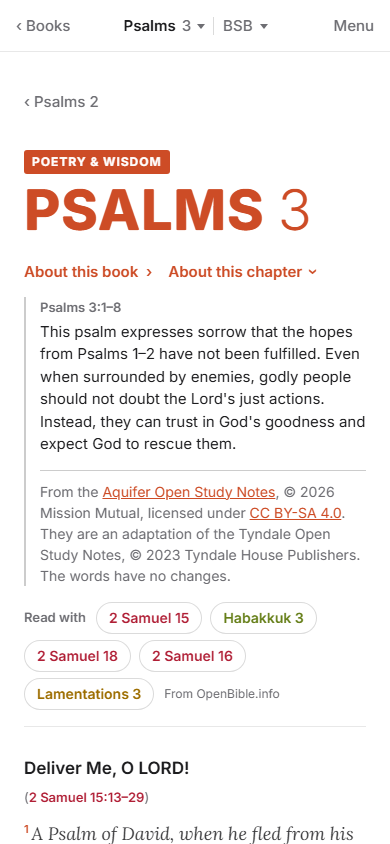 ‹ Books Psalms 3 BSB Menu
‹ Psalms 2
POETRY & WISDOM
PSALMS 3
About this book › About this chapter
Psalms 3:1–8
This psalm expresses sorrow that the hopes
from Psalms 1–2 have not been fulfilled. Even
when surrounded by enemies, godly people
should not doubt the Lord's just actions.
Instead, they can trust in God's goodness and
expect God to rescue them.
From the Aquifer Open Study Notes, © 2026
Mission Mutual, licensed under CC BY-SA 4.0.
They are an adaptation of the Tyndale Open
Study Notes, © 2023 Tyndale House Publishers.
The words have no changes.
Read with 2 Samuel 15 Habakkuk 3
2 Samuel 18 2 Samuel 16
Lamentations 3 From OpenBible.info
Deliver Me, O LORD!
(2 Samuel 15:13–29)
1 A Psalm of David, when he fled from his